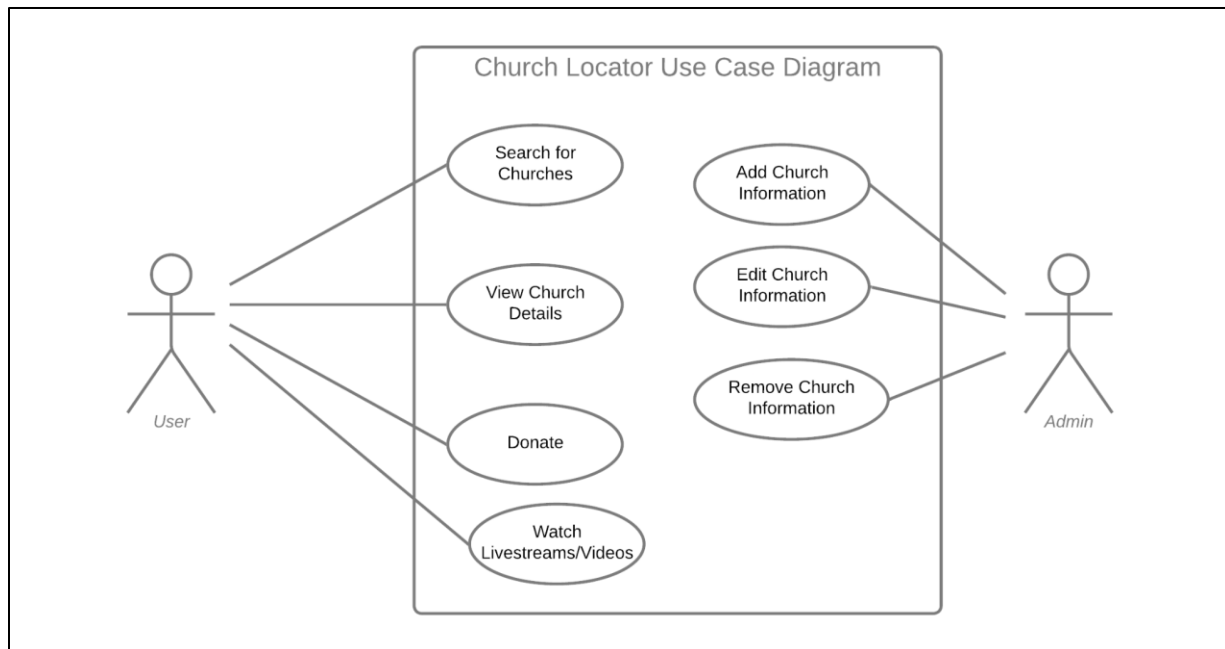 Church Locator Use Case Diagram
Search for
Churches
Add Church
Information
View Church
Details
Edit Church
Information
Remove Church
Information
User
Admin
Donate
Watch
Livestreams/Videos